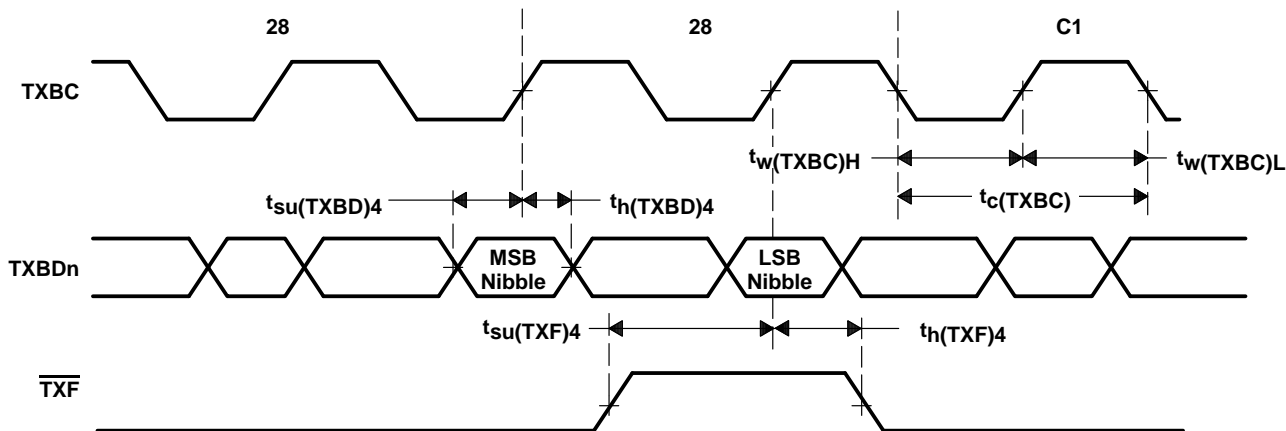 28 28 C1
TXBC
tw(TXBC)H tw(TXBC)L
tc(TXBC)
tsu(TXBD)4 th(TXBD)4
TXBDn
MSB
Nibble
LSB
Nibble
tsu(TXF)4 th(TXF)4
TXF